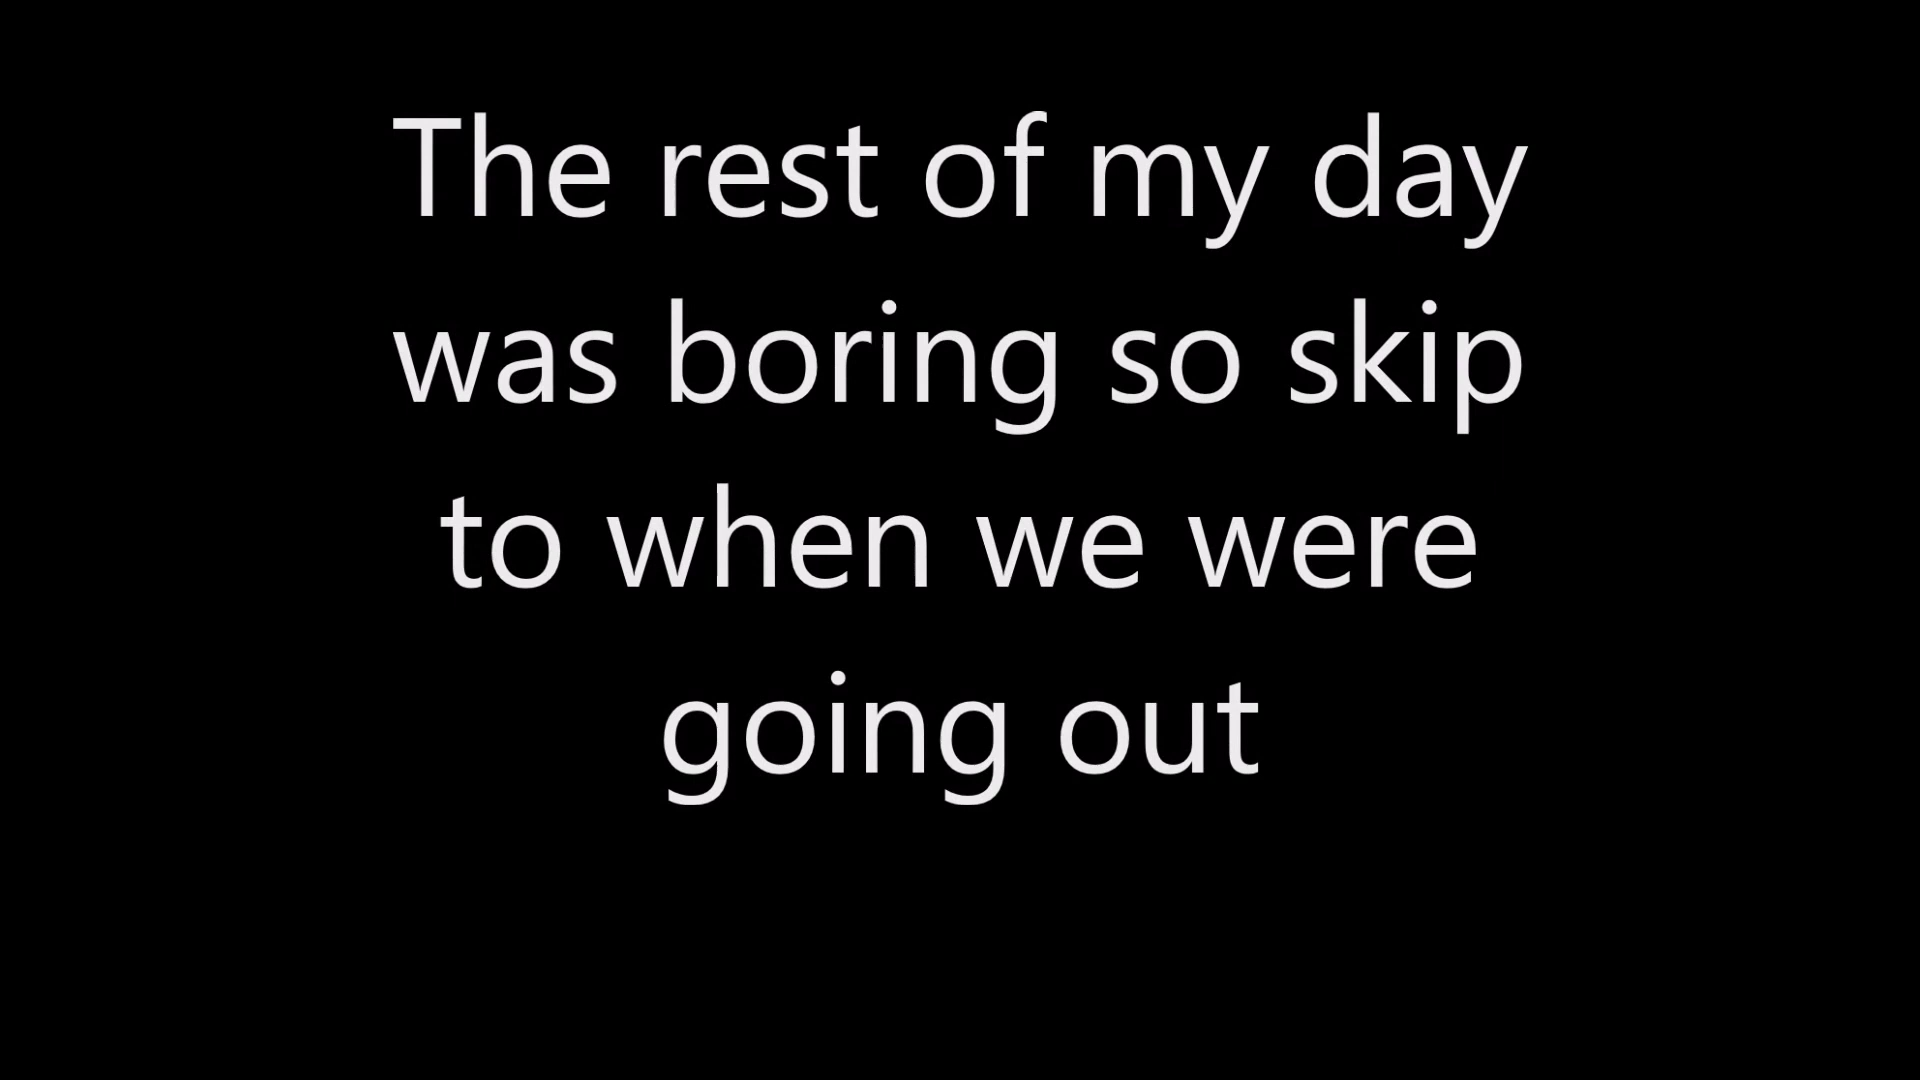 The rest of my day
was boring so skip
to when we were
going out